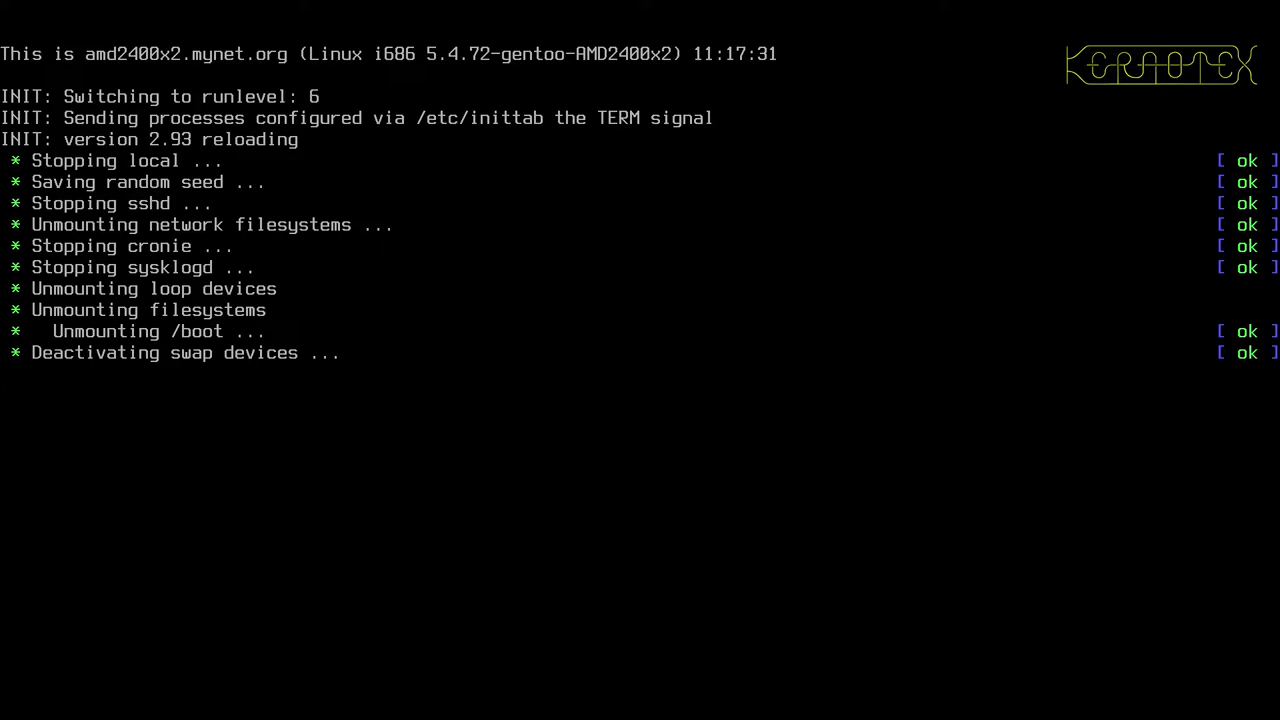 This is amd2400x2.mynet.org (Linux i686 5.4.72-gentoo-AMD2400x2) 11:17:31
KERNOTEX
INIT: Switching to runlevel: 6
INIT: Sending processes configured via /etc/inittab the TERM signal
INIT: version 2.93 reloading
* Stopping local ... [ ok ]
* Saving random seed ... [ ok ]
* Stopping sshd ... [ ok ]
* Unmounting network filesystems ... [ ok ]
* Stopping cronie ... [ ok ]
* Stopping sysklogd ... [ ok ]
* Unmounting loop devices
* Unmounting filesystems
*   Unmounting /boot ... [ ok ]
* Deactivating swap devices ... [ ok ]